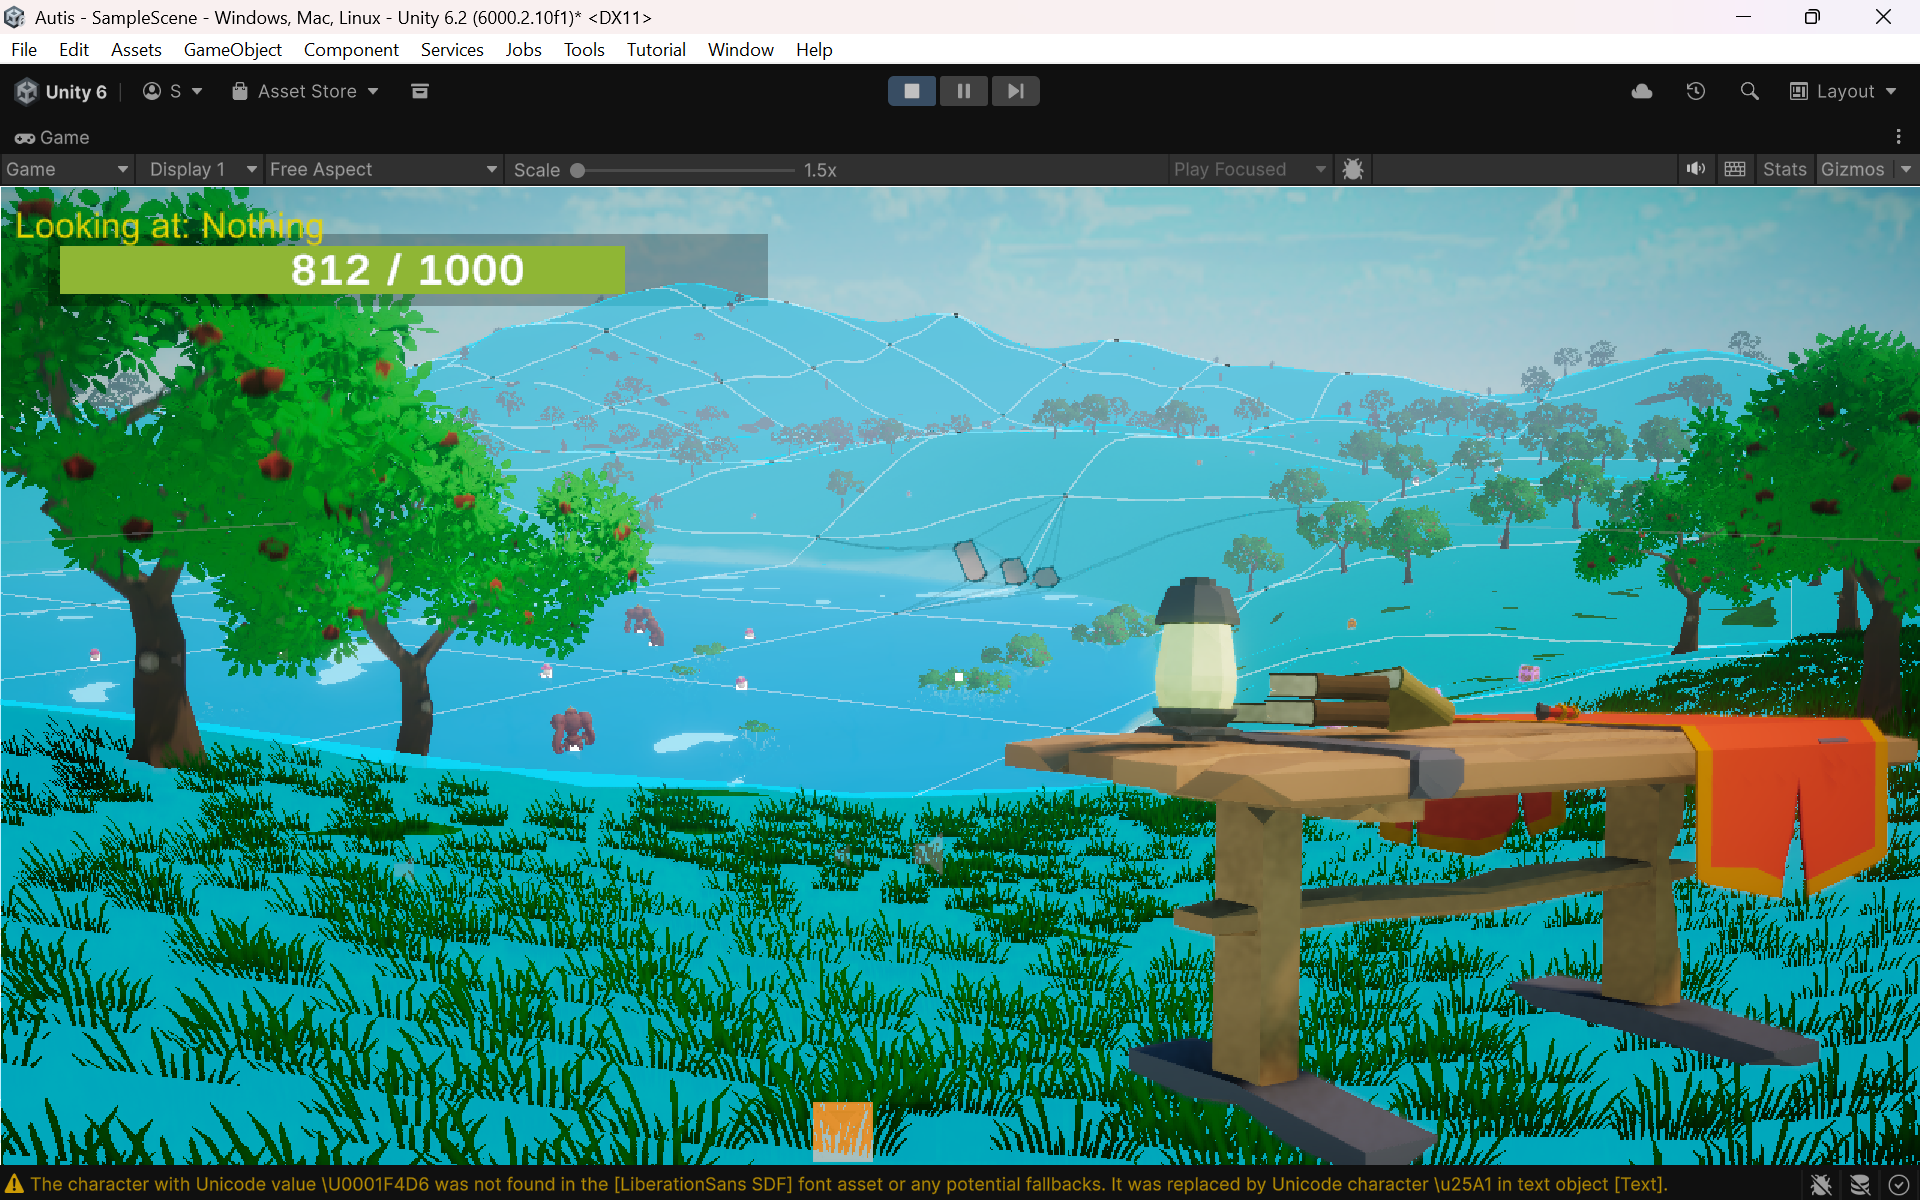 Autis - SampleScene - Windows, Mac, Linux - Unity 6.2 (6000.2.10f1)* <DX11>
File Edit Assets GameObject Component Services Jobs Tools Tutorial Window Help
Unity 6 S Asset Store Layout
Game
Game Display 1 Free Aspect Scale 1.5x Play Focused Stats Gizmos
Looking at: Nothing
812 / 1000
The character with Unicode value \U0001F4D6 was not found in the [LiberationSans SDF] font asset or any potential fallbacks. It was replaced by Unicode character \u25A1 in text object [Text].